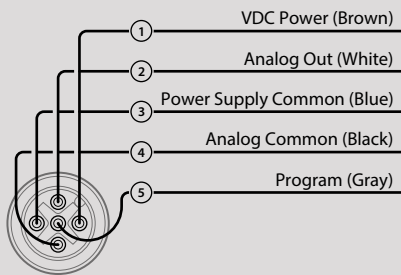 1 VDC Power (Brown)
2 Analog Out (White)
3 Power Supply Common (Blue)
4 Analog Common (Black)
5 Program (Gray)